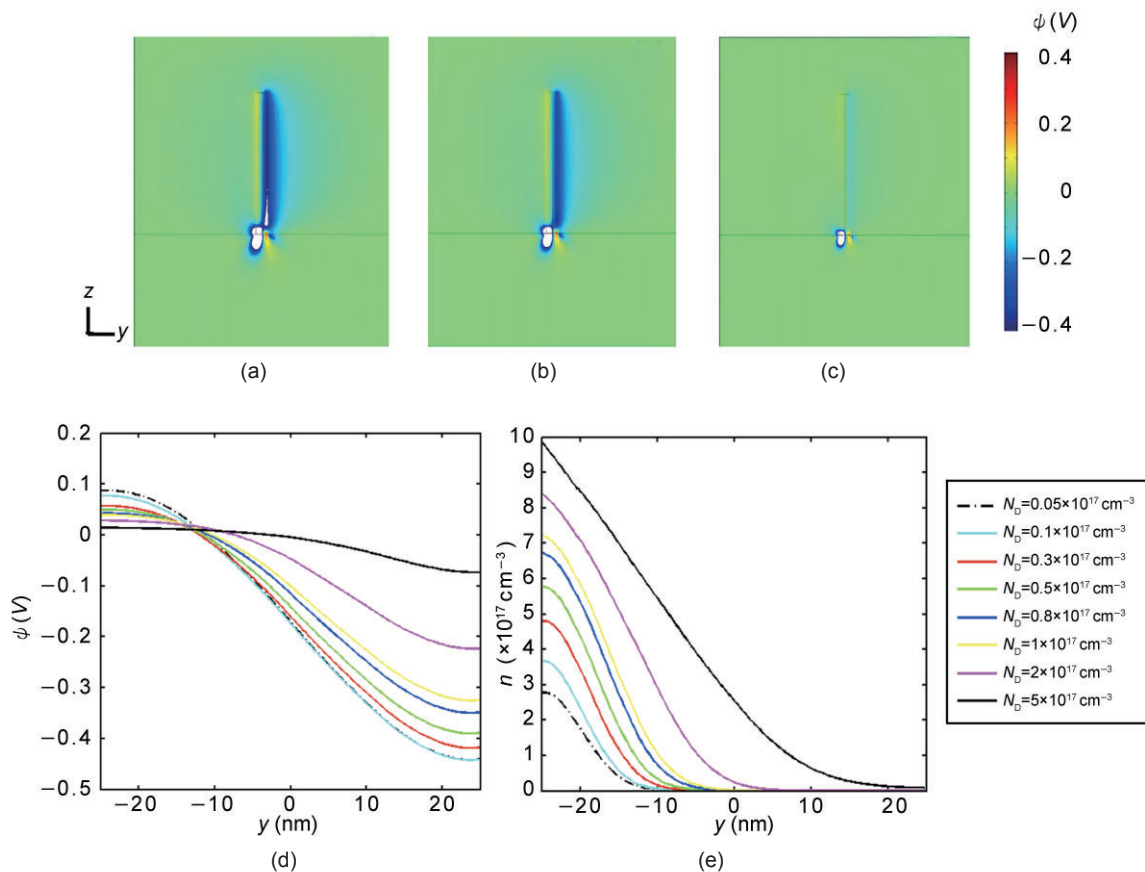 ψ (V)
0.4
0.2
0
−0.2
−0.4
z
y
(a)
(b)
(c)
0.2
0.1
0
−0.1
−0.2
−0.3
−0.4
−0.5
ψ (V)
−20
−10
0
10
20
y (nm)
(d)
10
9
8
7
6
5
4
3
2
1
0
n (×10¹⁷ cm⁻³)
−20
−10
0
10
20
y (nm)
(e)
N_D=0.05×10¹⁷ cm⁻³
N_D=0.1×10¹⁷ cm⁻³
N_D=0.3×10¹⁷ cm⁻³
N_D=0.5×10¹⁷ cm⁻³
N_D=0.8×10¹⁷ cm⁻³
N_D=1×10¹⁷ cm⁻³
N_D=2×10¹⁷ cm⁻³
N_D=5×10¹⁷ cm⁻³